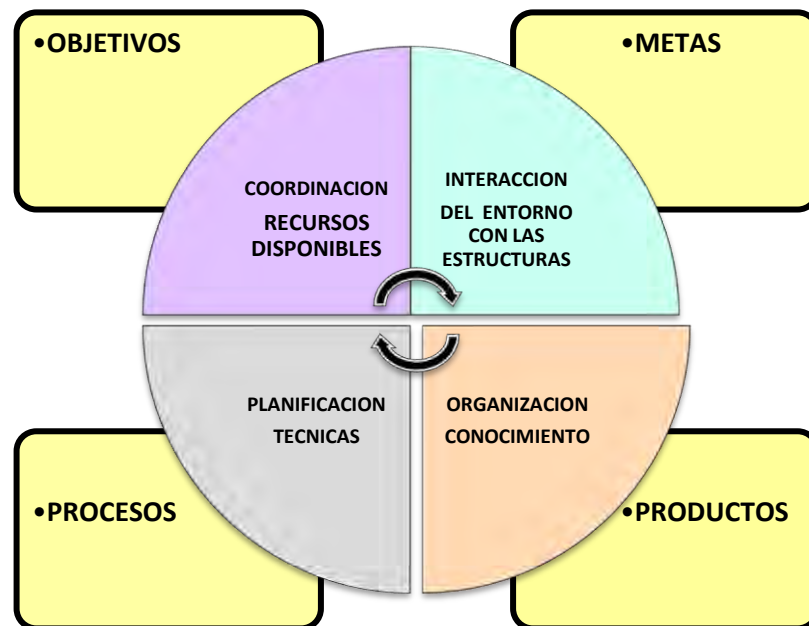 •OBJETIVOS
•METAS
COORDINACION
RECURSOS
DISPONIBLES
INTERACCION
DEL ENTORNO
CON LAS
ESTRUCTURAS
PLANIFICACION
TECNICAS
ORGANIZACION
CONOCIMIENTO
•PROCESOS
•PRODUCTOS